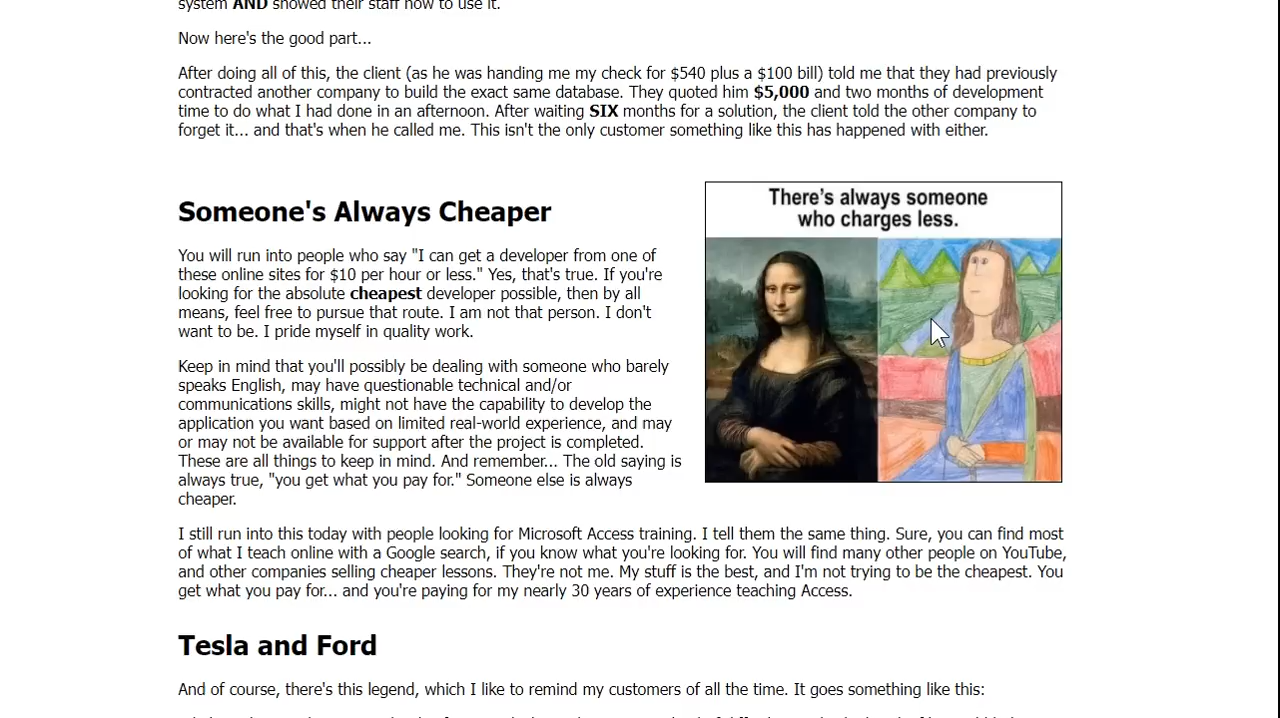 system AND showed their staff how to use it.
Now here's the good part...
After doing all of this, the client (as he was handing me my check for $540 plus a $100 bill) told me that they had previously
contracted another company to build the exact same database. They quoted him $5,000 and two months of development
time to do what I had done in an afternoon. After waiting SIX months for a solution, the client told the other company to
forget it... and that's when he called me. This isn't the only customer something like this has happened with either.
Someone's Always Cheaper
You will run into people who say "I can get a developer from one of
these online sites for $10 per hour or less." Yes, that's true. If you're
looking for the absolute cheapest developer possible, then by all
means, feel free to pursue that route. I am not that person. I don't
want to be. I pride myself in quality work.
Keep in mind that you'll possibly be dealing with someone who barely
speaks English, may have questionable technical and/or
communications skills, might not have the capability to develop the
application you want based on limited real-world experience, and may
or may not be available for support after the project is completed.
These are all things to keep in mind. And remember... The old saying is
always true, "you get what you pay for." Someone else is always
cheaper.
There's always someone
who charges less.
I still run into this today with people looking for Microsoft Access training. I tell them the same thing. Sure, you can find most
of what I teach online with a Google search, if you know what you're looking for. You will find many other people on YouTube,
and other companies selling cheaper lessons. They're not me. My stuff is the best, and I'm not trying to be the cheapest. You
get what you pay for... and you're paying for my nearly 30 years of experience teaching Access.
Tesla and Ford
And of course, there's this legend, which I like to remind my customers of all the time. It goes something like this: